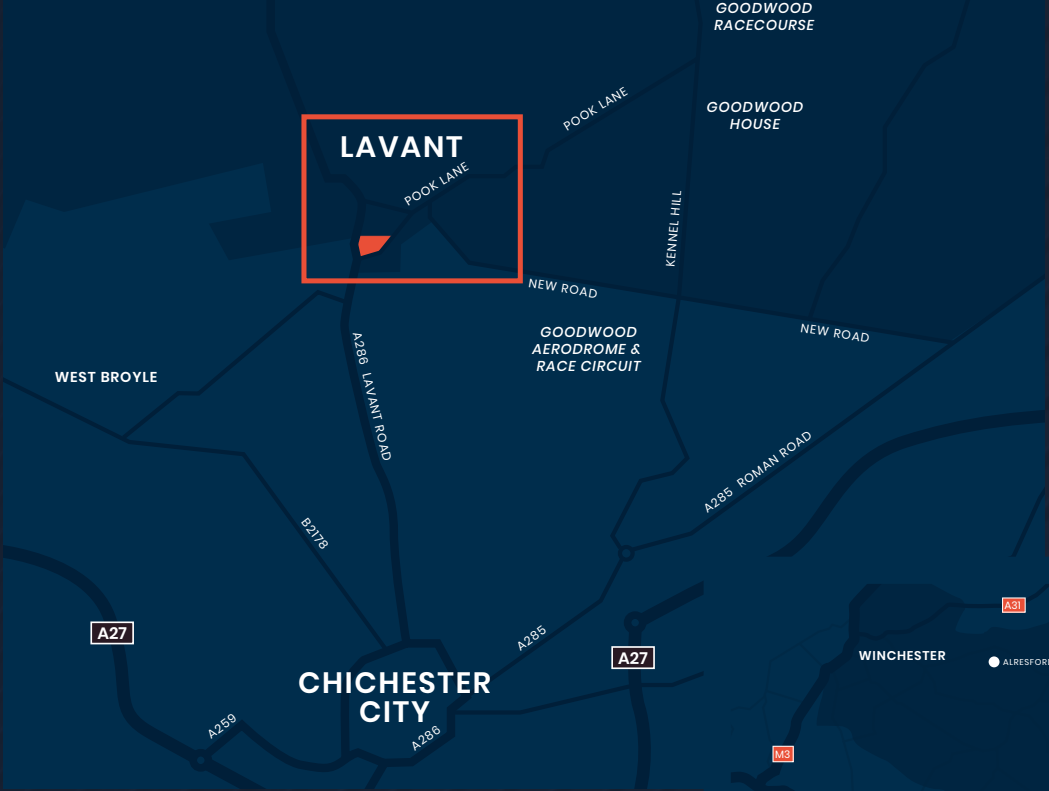 GOODWOOD
RACECOURSE
POOK LANE
GOODWOOD
HOUSE
LAVANT
POOK LANE
KENNEL HILL
NEW ROAD
NEW ROAD
GOODWOOD
AERODROME &
RACE CIRCUIT
A286 LAVANT ROAD
WEST BROYLE
A285 ROMAN ROAD
B2178
A31
A27
A285
A27
WINCHESTER
ALRESFOR
CHICHESTER
CITY
A259
A286
M3